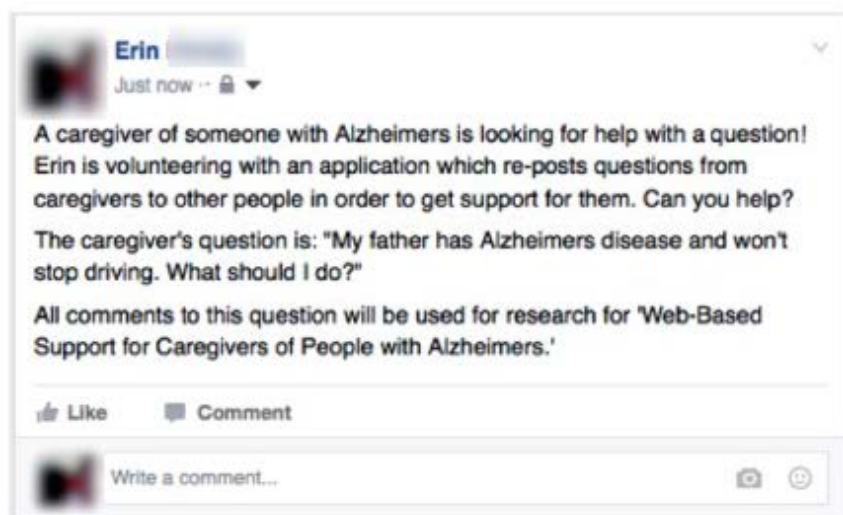 Erin
Just now
A caregiver of someone with Alzheimers is looking for help with a question!
Erin is volunteering with an application which re-posts questions from
caregivers to other people in order to get support for them. Can you help?
The caregiver's question is: "My father has Alzheimers disease and won't
stop driving. What should I do?"
All comments to this question will be used for research for 'Web-Based
Support for Caregivers of People with Alzheimers.'
Like Comment
Write a comment...